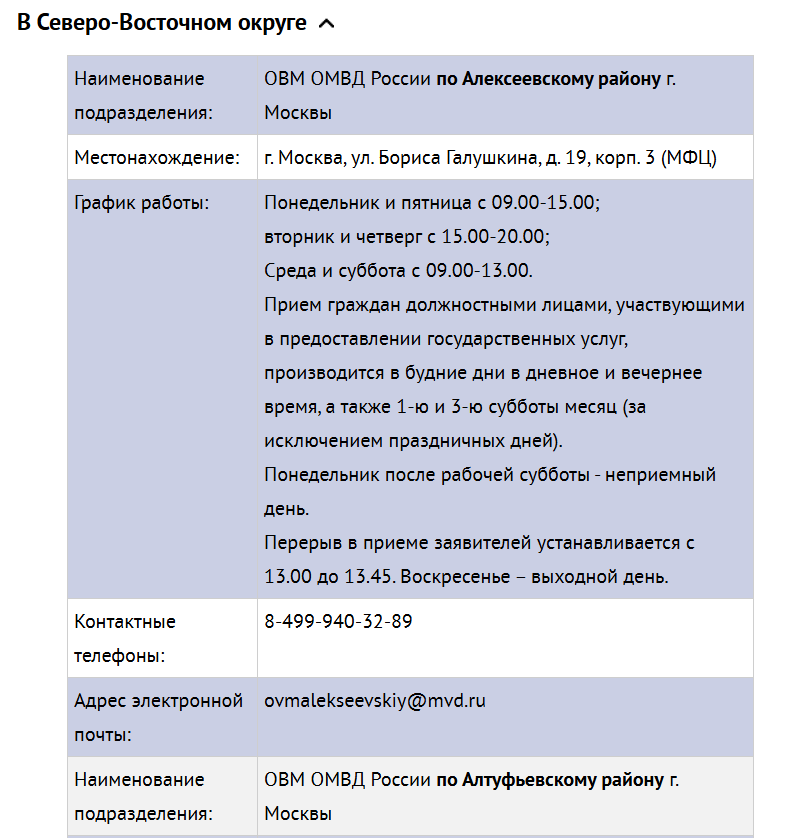 В Северо-Восточном округе
Наименование
подразделения:
ОВМ ОМВД России по Алексеевскому району г.
Москвы
Местонахождение:
г. Москва, ул. Бориса Галушкина, д. 19, корп. 3 (МФЦ)
График работы:
Понедельник и пятница с 09.00-15.00;
вторник и четверг с 15.00-20.00;
Среда и суббота с 09.00-13.00.
Прием граждан должностными лицами, участвующими
в предоставлении государственных услуг,
производится в будние дни в дневное и вечернее
время, а также 1-ю и 3-ю субботы месяц (за
исключением праздничных дней).
Понедельник после рабочей субботы - неприемный
день.
Перерыв в приеме заявителей устанавливается с
13.00 до 13.45. Воскресенье – выходной день.
Контактные
телефоны:
8-499-940-32-89
Адрес электронной
почты:
ovmalekseevskiy@mvd.ru
Наименование
подразделения:
ОВМ ОМВД России по Алтуфьевскому району г.
Москвы